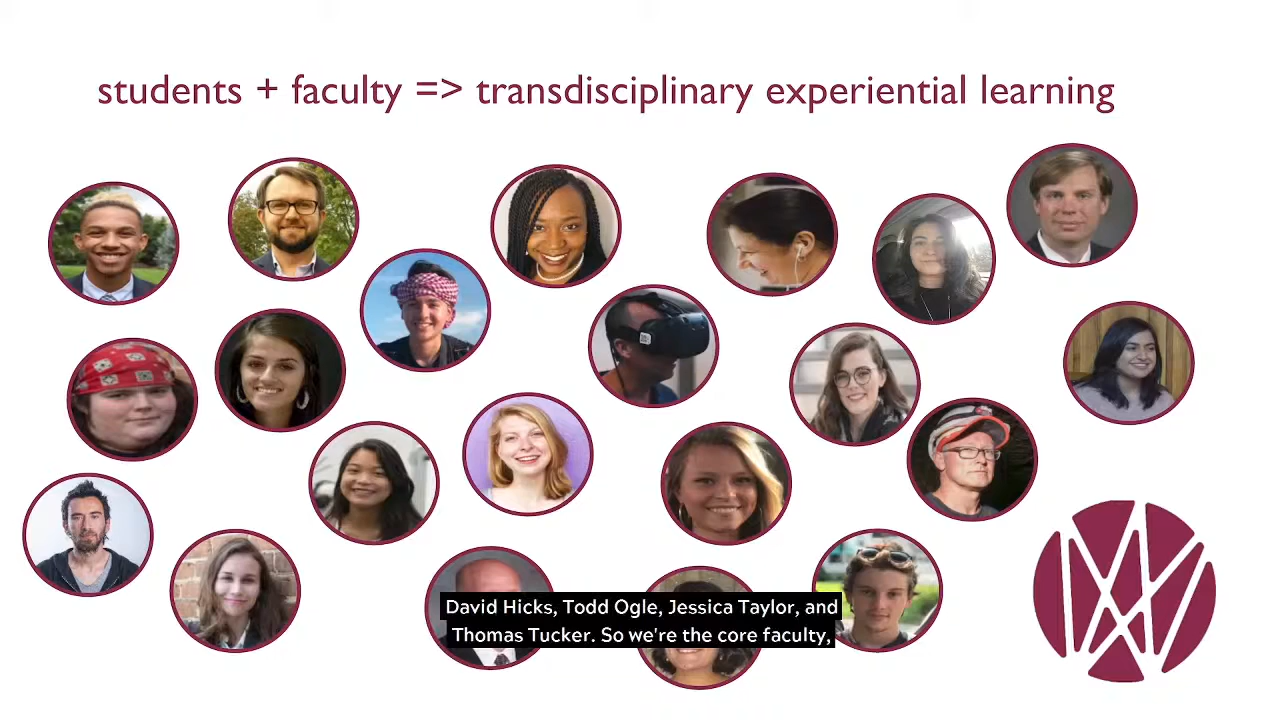 students + faculty => transdisciplinary experiential learning
David Hicks, Todd Ogle, Jessica Taylor, and
Thomas Tucker. So we're the core faculty,